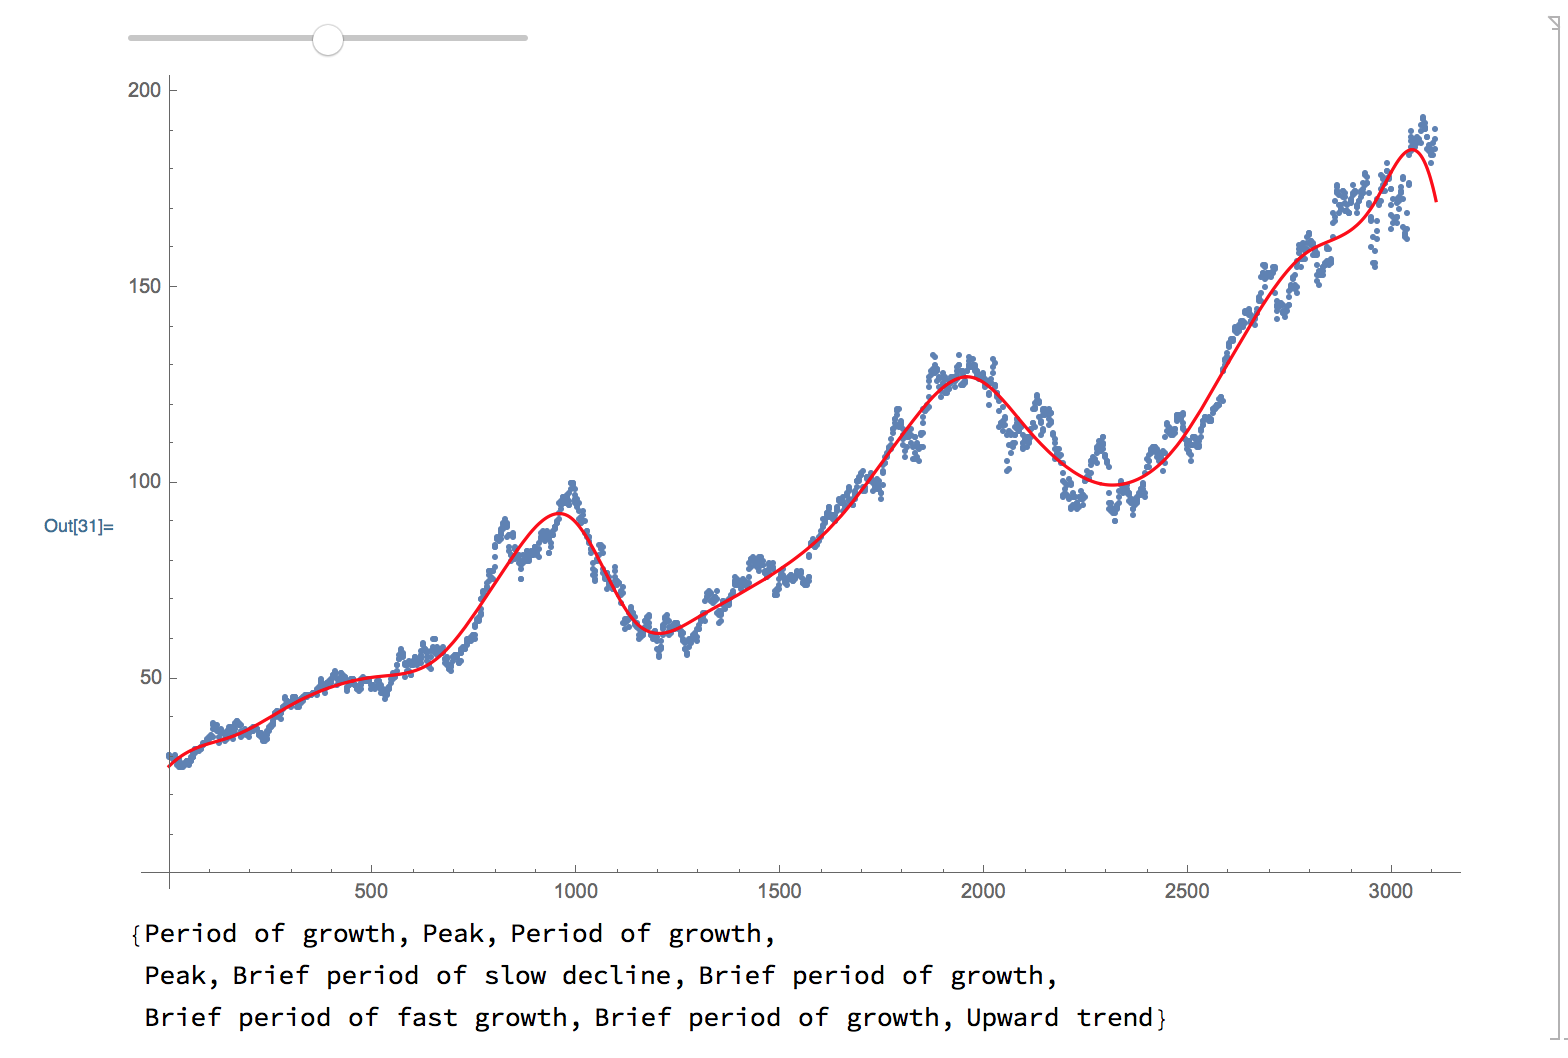 200
150
100
Out[31]=
50
500 1000 1500 2000 2500 3000
{Period of growth, Peak, Period of growth,
Peak, Brief period of slow decline, Brief period of growth,
Brief period of fast growth, Brief period of growth, Upward trend}